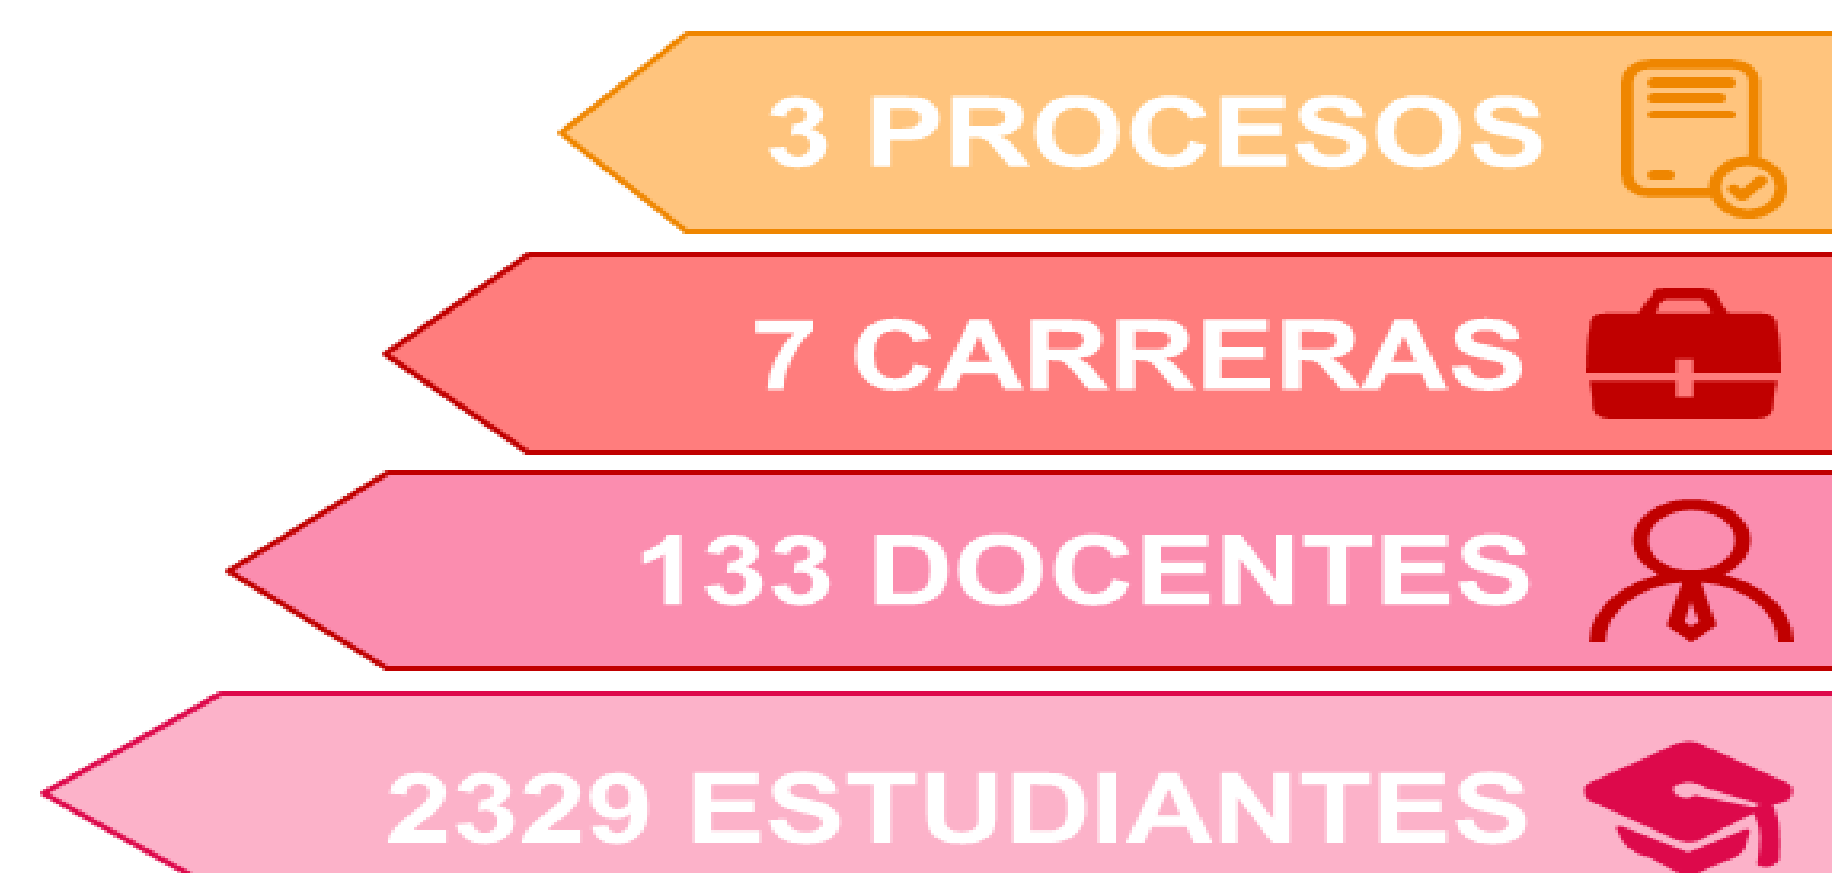 3 PROCESOS
7 CARRERAS
133 DOCENTES
2329 ESTUDIANTES